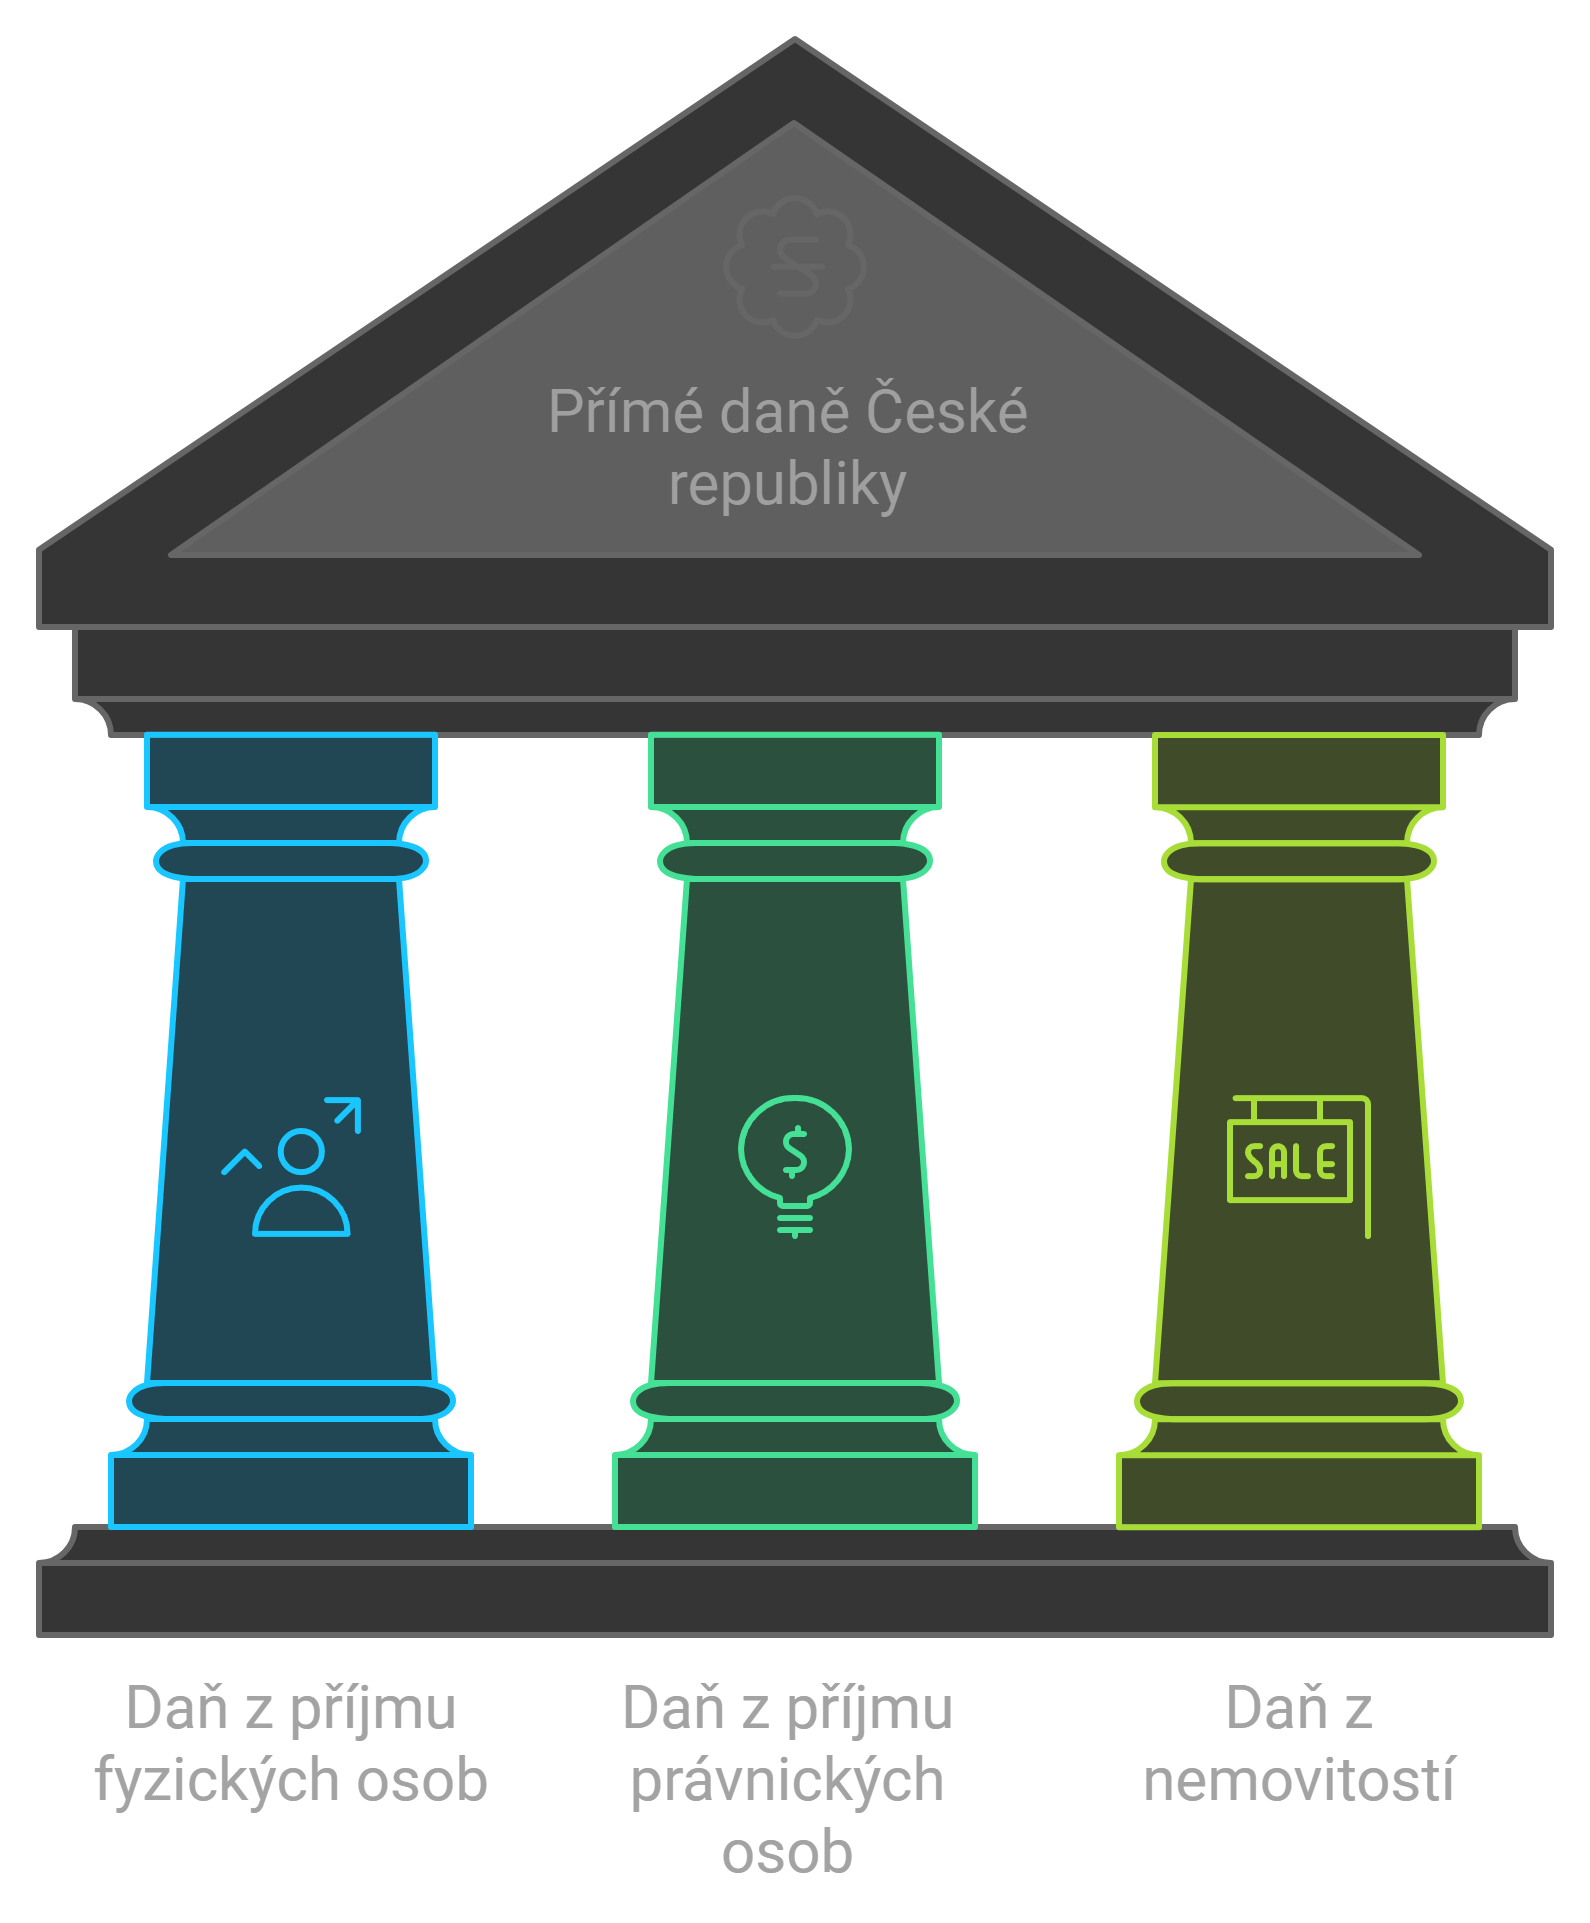 Přímé daně České
republiky
SALE
Daň z příjmu
fyzických osob
Daň z příjmu
právnických
osob
Daň z
nemovitostí